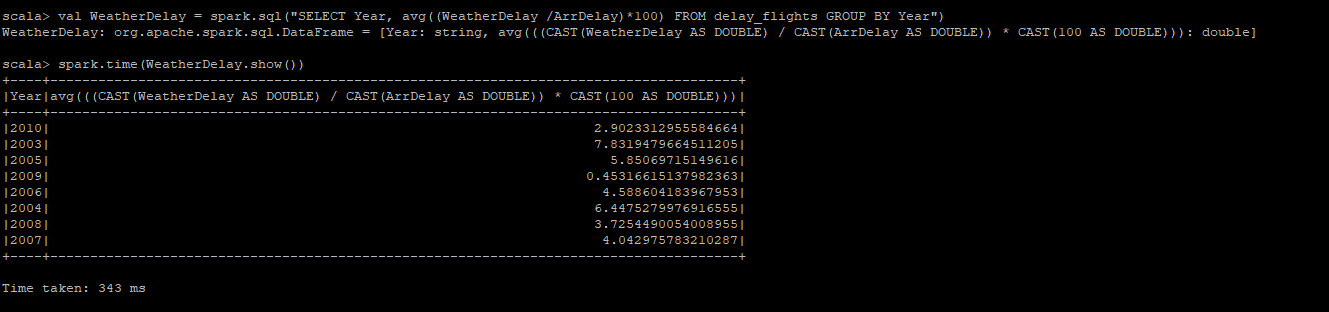 scala> val WeatherDelay = spark.sql("SELECT Year, avg((WeatherDelay /ArrDelay)*100) FROM delay_flights GROUP BY Year")
WeatherDelay: org.apache.spark.sql.DataFrame = [Year: string, avg(((CAST(WeatherDelay AS DOUBLE) / CAST(ArrDelay AS DOUBLE)) * CAST(100 AS DOUBLE))): double]
scala> spark.time(WeatherDelay.show())
+----+--------------------------------------------------------------------------------------+
|Year|avg(((CAST(WeatherDelay AS DOUBLE) / CAST(ArrDelay AS DOUBLE)) * CAST(100 AS DOUBLE)))|
+----+--------------------------------------------------------------------------------------+
|2010|                                                                    2.9023312955584664|
|2003|                                                                    7.8319479664511205|
|2005|                                                                      5.85069715149616|
|2009|                                                                   0.45316615137982363|
|2006|                                                                     4.588604183967953|
|2004|                                                                    6.4475279976916555|
|2008|                                                                    3.7254490054008955|
|2007|                                                                     4.042975783210287|
+----+--------------------------------------------------------------------------------------+
Time taken: 343 ms